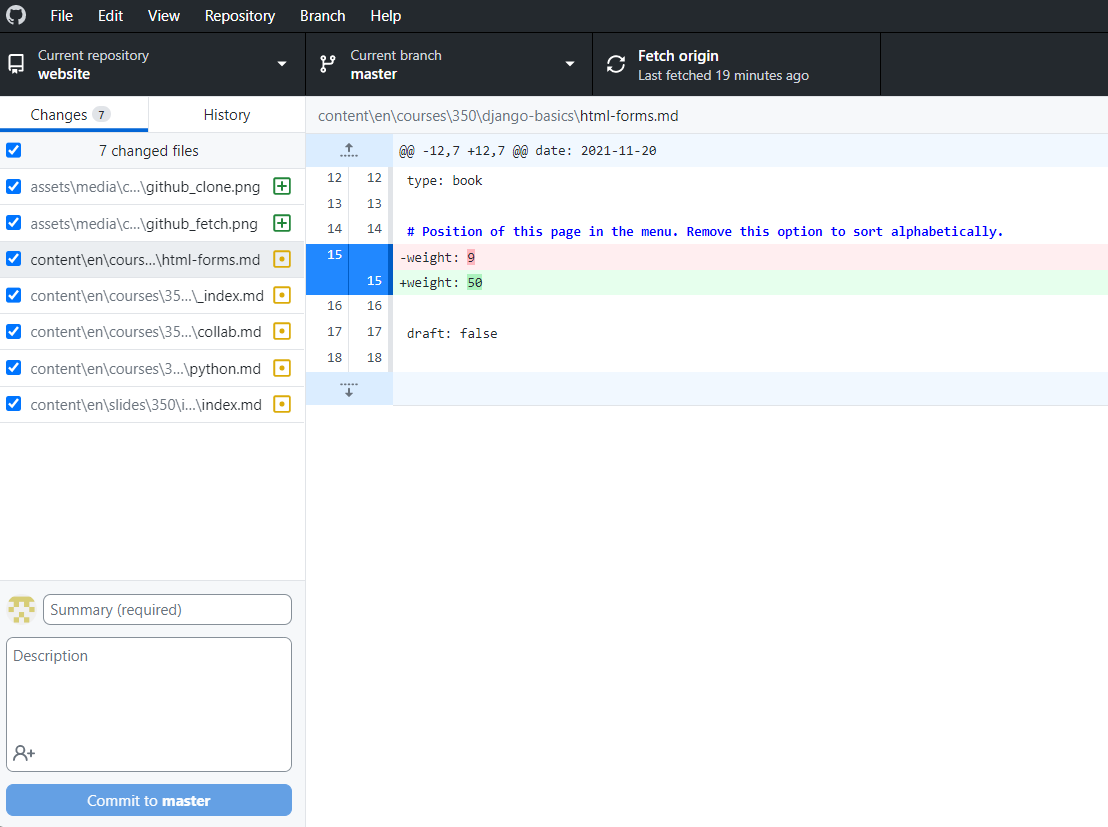 File Edit View Repository Branch Help
Current repository
website
Current branch
master
Fetch origin
Last fetched 19 minutes ago
Changes 7
History
7 changed files
assets\media\c...\github_clone.png
assets\media\c...\github_fetch.png
content\en\cours...\html-forms.md
content\en\courses\35...\_index.md
content\en\courses\35...\collab.md
content\en\courses\3...\python.md
content\en\slides\350\i...\index.md
Summary (required)
Description
Commit to master
content\en\courses\350\django-basics\html-forms.md
@@ -12,7 +12,7 @@ date: 2021-11-20
12 12 type: book
13 13
14 14 # Position of this page in the menu. Remove this option to sort alphabetically.
15 -weight: 9
15 +weight: 50
16 16
17 17 draft: false
18 18